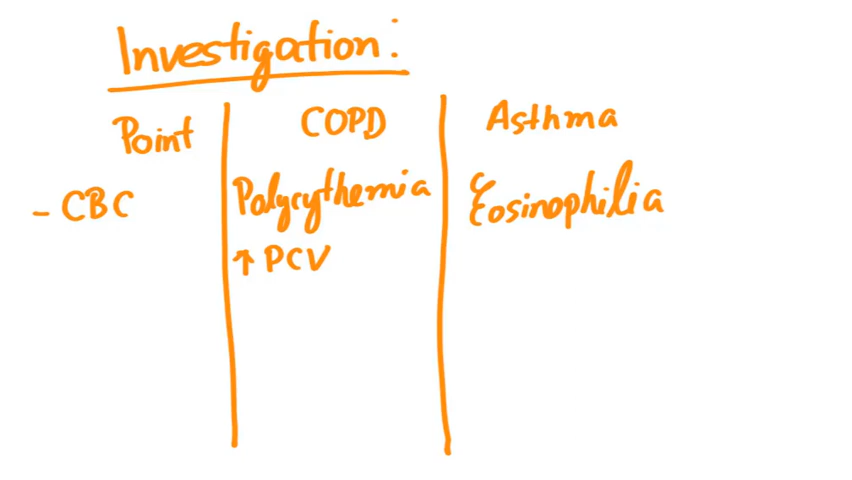 Investigation:
Point COPD Asthma
- CBC Polycythemia Eosinophilia
↑ PCV